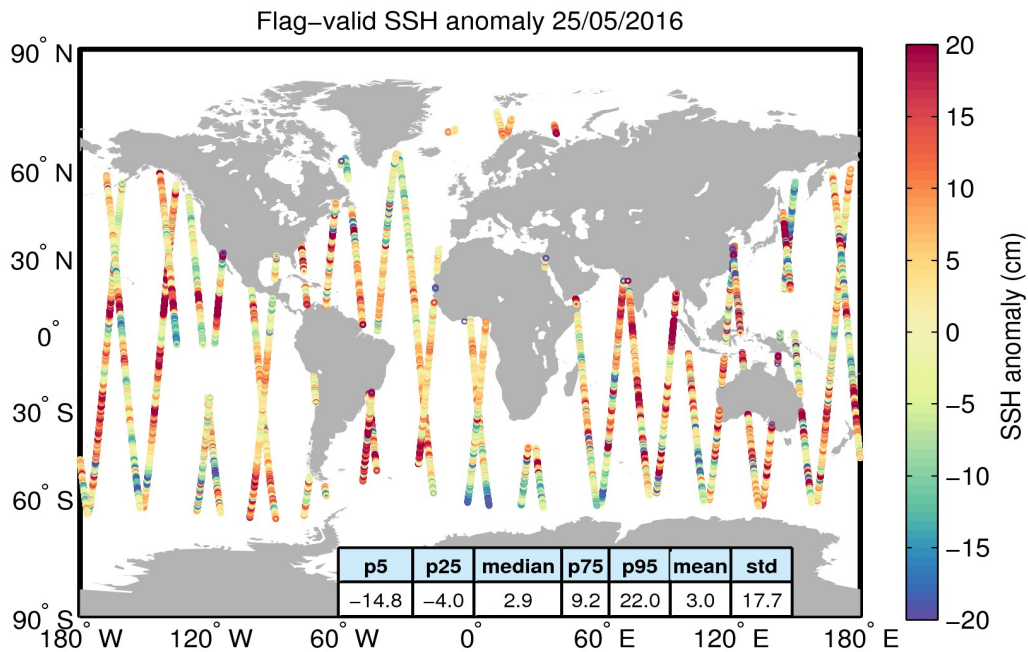 Flag−valid SSH anomaly 25/05/2016
90° N
60° N
30° N
0°
30° S
60° S
90° S
180° W
120° W
60° W
0°
60° E
120° E
180° E
p5 p25 median p75 p95 mean std
−14.8 −4.0 2.9 9.2 22.0 3.0 17.7
20
15
10
5
0
−5
−10
−15
−20
SSH anomaly (cm)